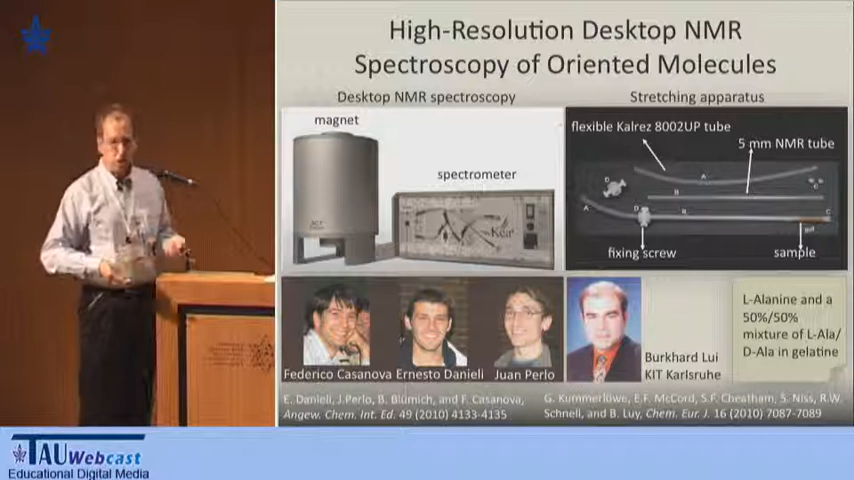 High-Resolution Desktop NMR
Spectroscopy of Oriented Molecules
Desktop NMR spectroscopy
Stretching apparatus
magnet
spectrometer
flexible Kalrez 8002UP tube
5 mm NMR tube
A
D
B
C
A
D
B
C
fixing screw
sample
Kea
Federico Casanova
Ernesto Danieli
Juan Perlo
Burkhard Lui
KIT Karlsruhe
L-Alanine and a
50%/50%
mixture of L-Ala/
D-Ala in gelatine
E. Danieli, J.Perlo, B. Blümich, and F. Casanova,
Angew. Chem. Int. Ed. 49 (2010) 4133-4135
G. Kummerlöwe, E.F. McCord, S.F. Cheatham, S. Niss, R.W.
Schnell, and B. Luy, Chem. Eur. J. 16 (2010) 7087-7089
TAU Webcast
Educational Digital Media